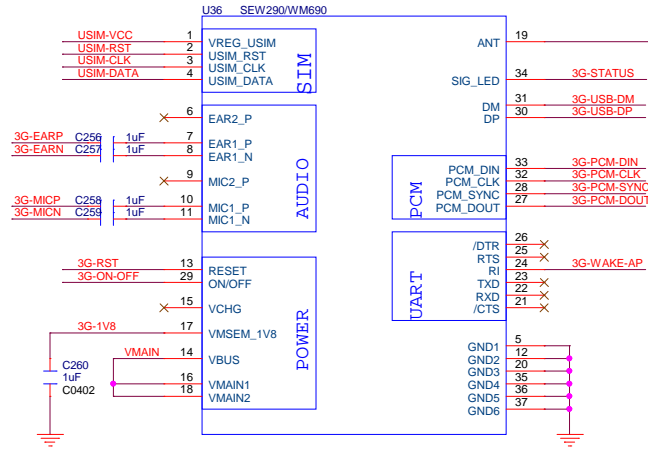 U36 SEW290/WM690
USIM-VCC 1 VREG_USIM
USIM-RST 2 USIM_RST
USIM-CLK 3 USIM_CLK
USIM-DATA 4 USIM_DATA
SIM
6 EAR2_P
3G-EARP C256 1uF 7 EAR1_P
3G-EARN C257 1uF 8 EAR1_N
9 MIC2_P
3G-MICP C258 1uF 10 MIC1_P
3G-MICN C259 1uF 11 MIC1_N
AUDIO
3G-RST 13 RESET
3G-ON-OFF 29 ON/OFF
15 VCHG
3G-1V8 17 VMSEM_1V8
VMAIN 14 VBUS
16 VMAIN1
18 VMAIN2
POWER
C260
1uF
C0402
ANT 19
SIG_LED 34 3G-STATUS
DM 31 3G-USB-DM
DP 30 3G-USB-DP
PCM
PCM_DIN 33 3G-PCM-DIN
PCM_CLK 32 3G-PCM-CLK
PCM_SYNC 28 3G-PCM-SYNC
PCM_DOUT 27 3G-PCM-DOUT
UART
/DTR 26
RTS 25
RI 24 3G-WAKE-AP
TXD 23
RXD 22
/CTS 21
GND1 5
GND2 12
GND3 20
GND4 35
GND5 36
GND6 37